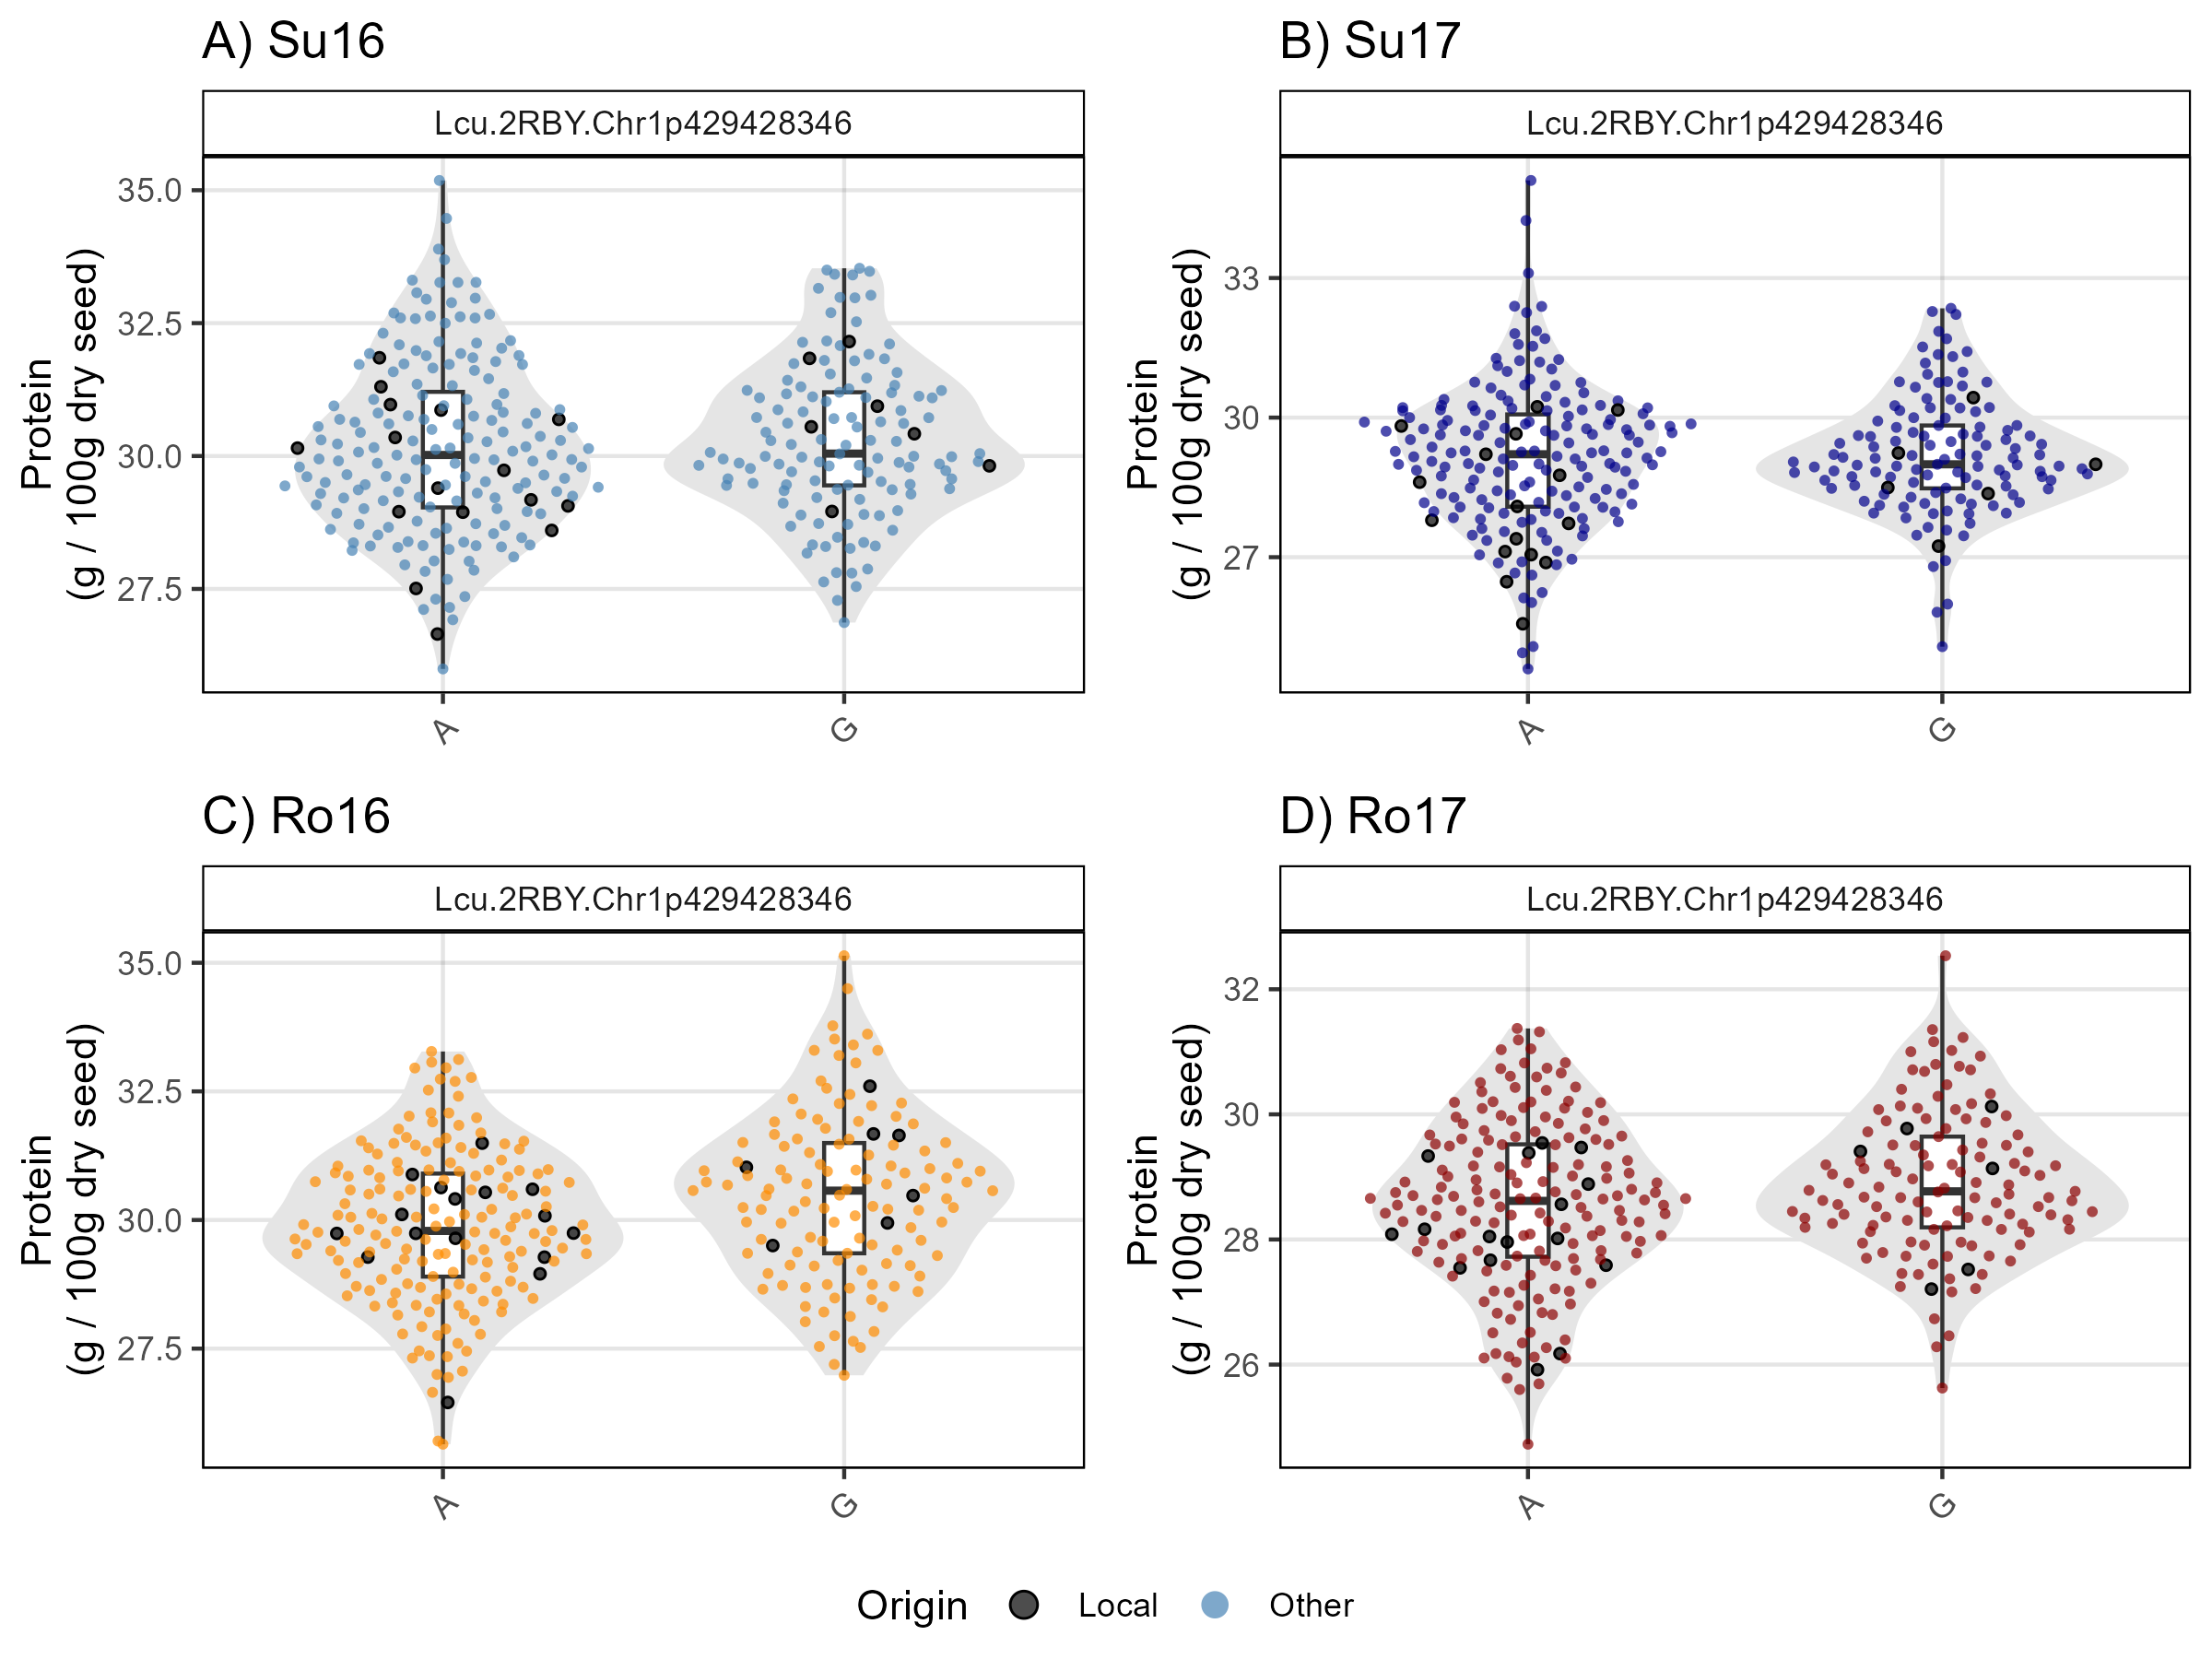 A) Su16
Lcu.2RBY.Chr1p429428346
Protein
(g / 100g dry seed)
35.0
32.5
30.0
27.5
A
G
B) Su17
Lcu.2RBY.Chr1p429428346
Protein
(g / 100g dry seed)
33
30
27
A
G
C) Ro16
Lcu.2RBY.Chr1p429428346
Protein
(g / 100g dry seed)
35.0
32.5
30.0
27.5
A
G
D) Ro17
Lcu.2RBY.Chr1p429428346
Protein
(g / 100g dry seed)
32
30
28
26
A
G
Origin Local Other